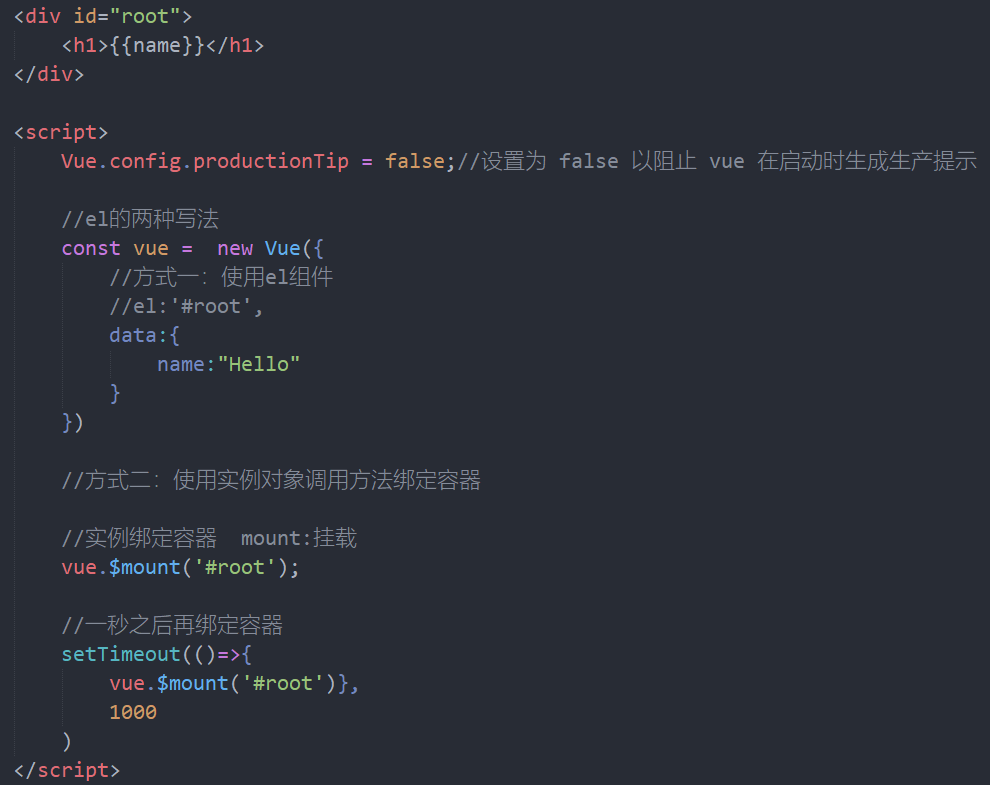 <div id="root">
    <h1>{{name}}</h1>
</div>

<script>
    Vue.config.productionTip = false;//设置为 false 以阻止 vue 在启动时生成生产提示

    //el的两种写法
    const vue =  new Vue({
        //方式一：使用el组件
        //el:'#root',
        data:{
            name:"Hello"
        }
    })

    //方式二：使用实例对象调用方法绑定容器

    //实例绑定容器  mount:挂载
    vue.$mount('#root');

    //一秒之后再绑定容器
    setTimeout(()=>{
        vue.$mount('#root')},
        1000
    )
</script>